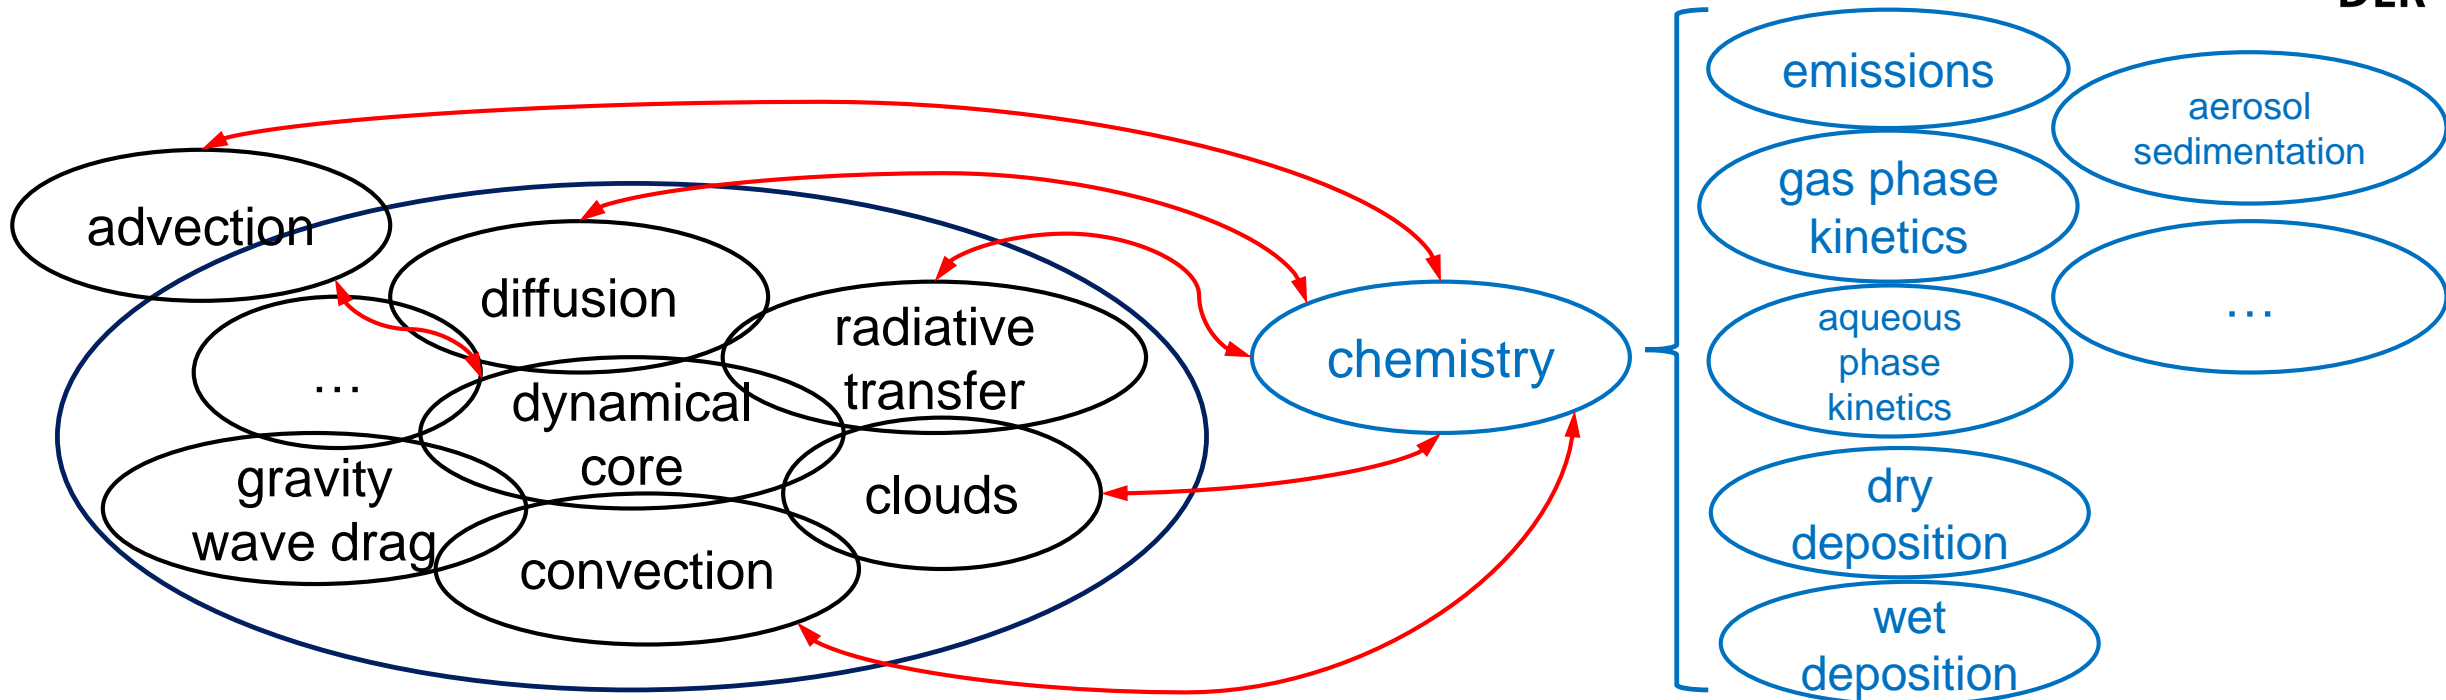 DLR
emissions
aerosol
sedimentation
gas phase
kinetics
advection
diffusion
radiative
transfer
chemistry
…
aqueous
phase
kinetics
…
dynamical
core
gravity
wave drag
clouds
convection
dry
deposition
wet
deposition